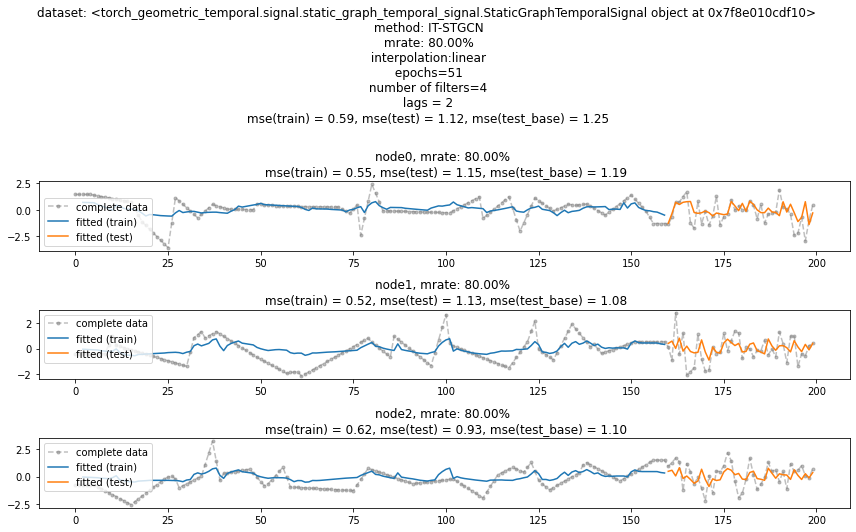 dataset: <torch_geometric_temporal.signal.static_graph_temporal_signal.StaticGraphTemporalSignal object at 0x7f8e010cdf10>
method: IT-STGCN
mrate: 80.00%
interpolation:linear
epochs=51
number of filters=4
lags = 2
mse(train) = 0.59, mse(test) = 1.12, mse(test_base) = 1.25
node0, mrate: 80.00%
mse(train) = 0.55, mse(test) = 1.15, mse(test_base) = 1.19
2.5
0.0
−2.5
complete data
fitted (train)
fitted (test)
0 25 50 75 100 125 150 175 200
node1, mrate: 80.00%
mse(train) = 0.52, mse(test) = 1.13, mse(test_base) = 1.08
2
0
−2
complete data
fitted (train)
fitted (test)
0 25 50 75 100 125 150 175 200
node2, mrate: 80.00%
mse(train) = 0.62, mse(test) = 0.93, mse(test_base) = 1.10
2.5
0.0
−2.5
complete data
fitted (train)
fitted (test)
0 25 50 75 100 125 150 175 200